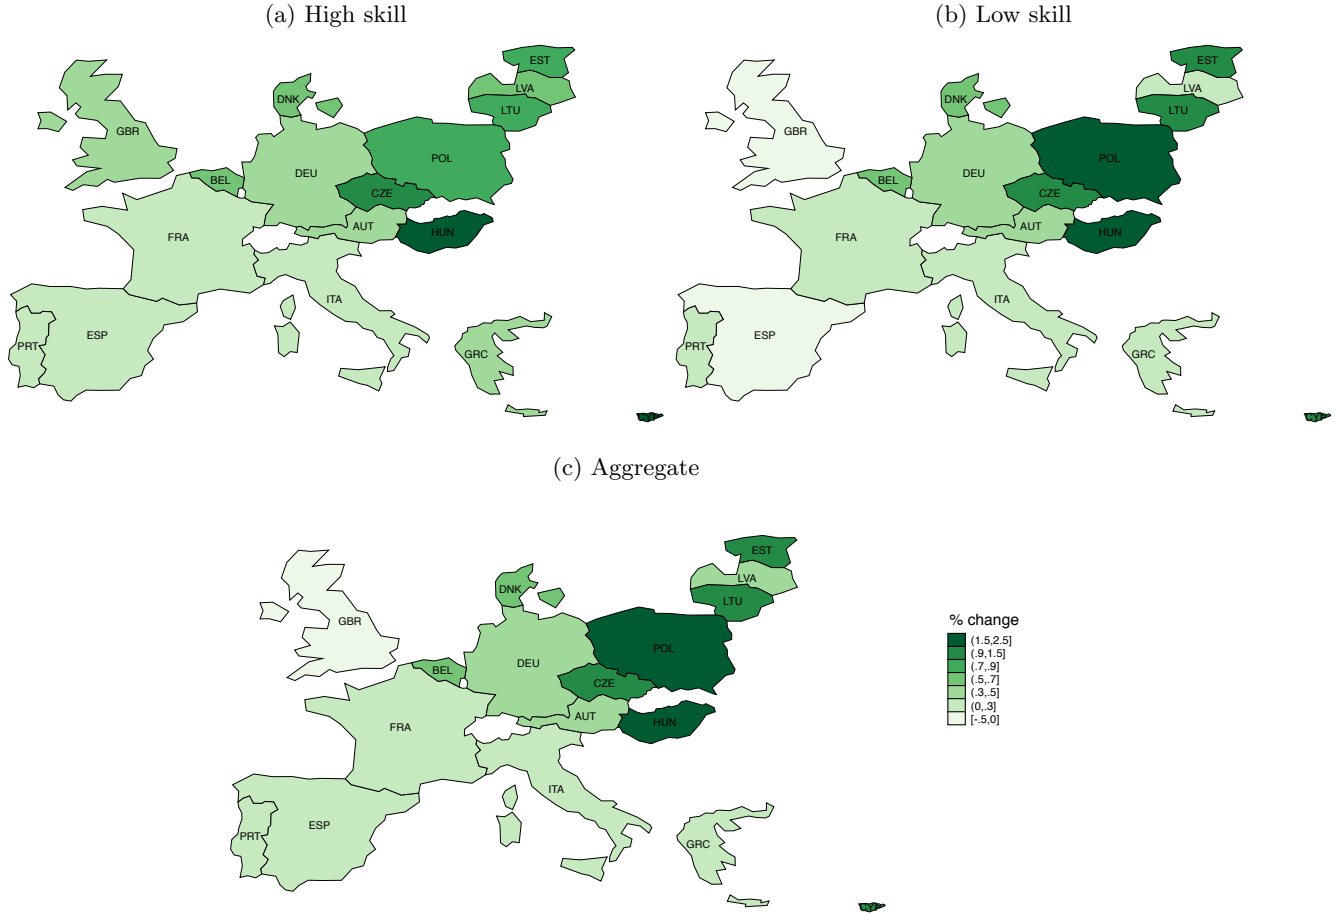 (a) High skill
(b) Low skill
EST
LVA
LTU
DNK
GBR
POL
DEU
BEL
CZE
AUT
HUN
FRA
ITA
ESP
PRT
GRC
EST
LVA
LTU
DNK
GBR
POL
DEU
BEL
CZE
AUT
HUN
FRA
ITA
ESP
PRT
GRC
(c) Aggregate
EST
LVA
LTU
DNK
GBR
POL
DEU
BEL
CZE
AUT
HUN
FRA
ITA
ESP
PRT
GRC
% change
(1.5,2.5]
(.9,1.5]
(.7,.9]
(.5,.7]
(.3,.5]
(0,.3]
[-.5,0]